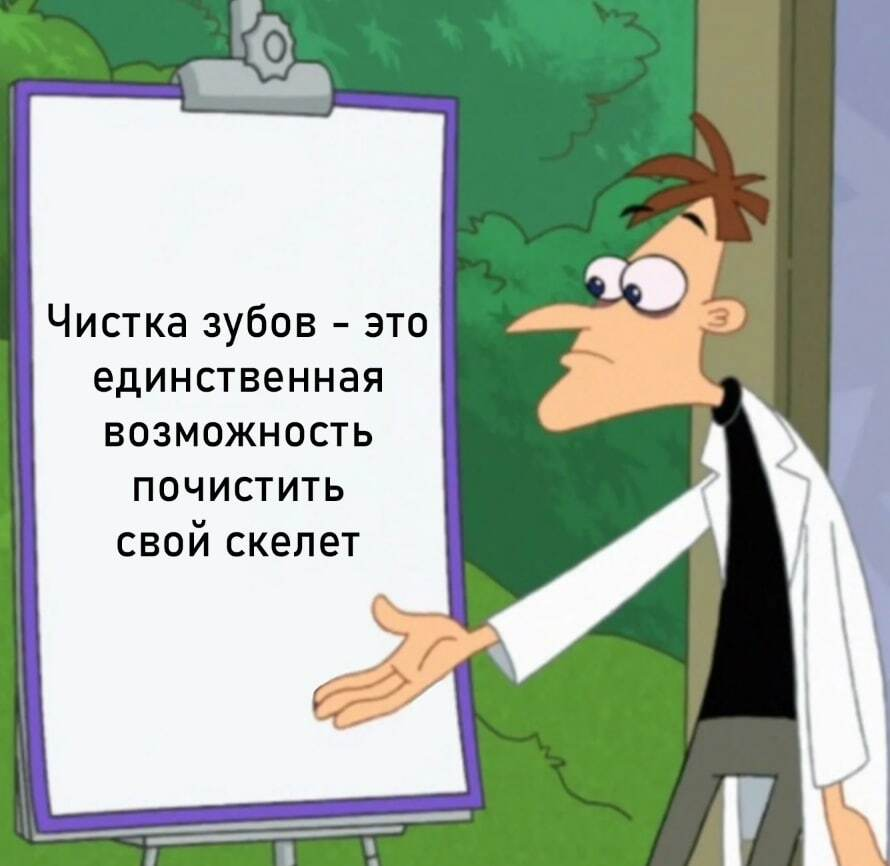 Чистка зубов - это
единственная
возможность
почистить
свой скелет